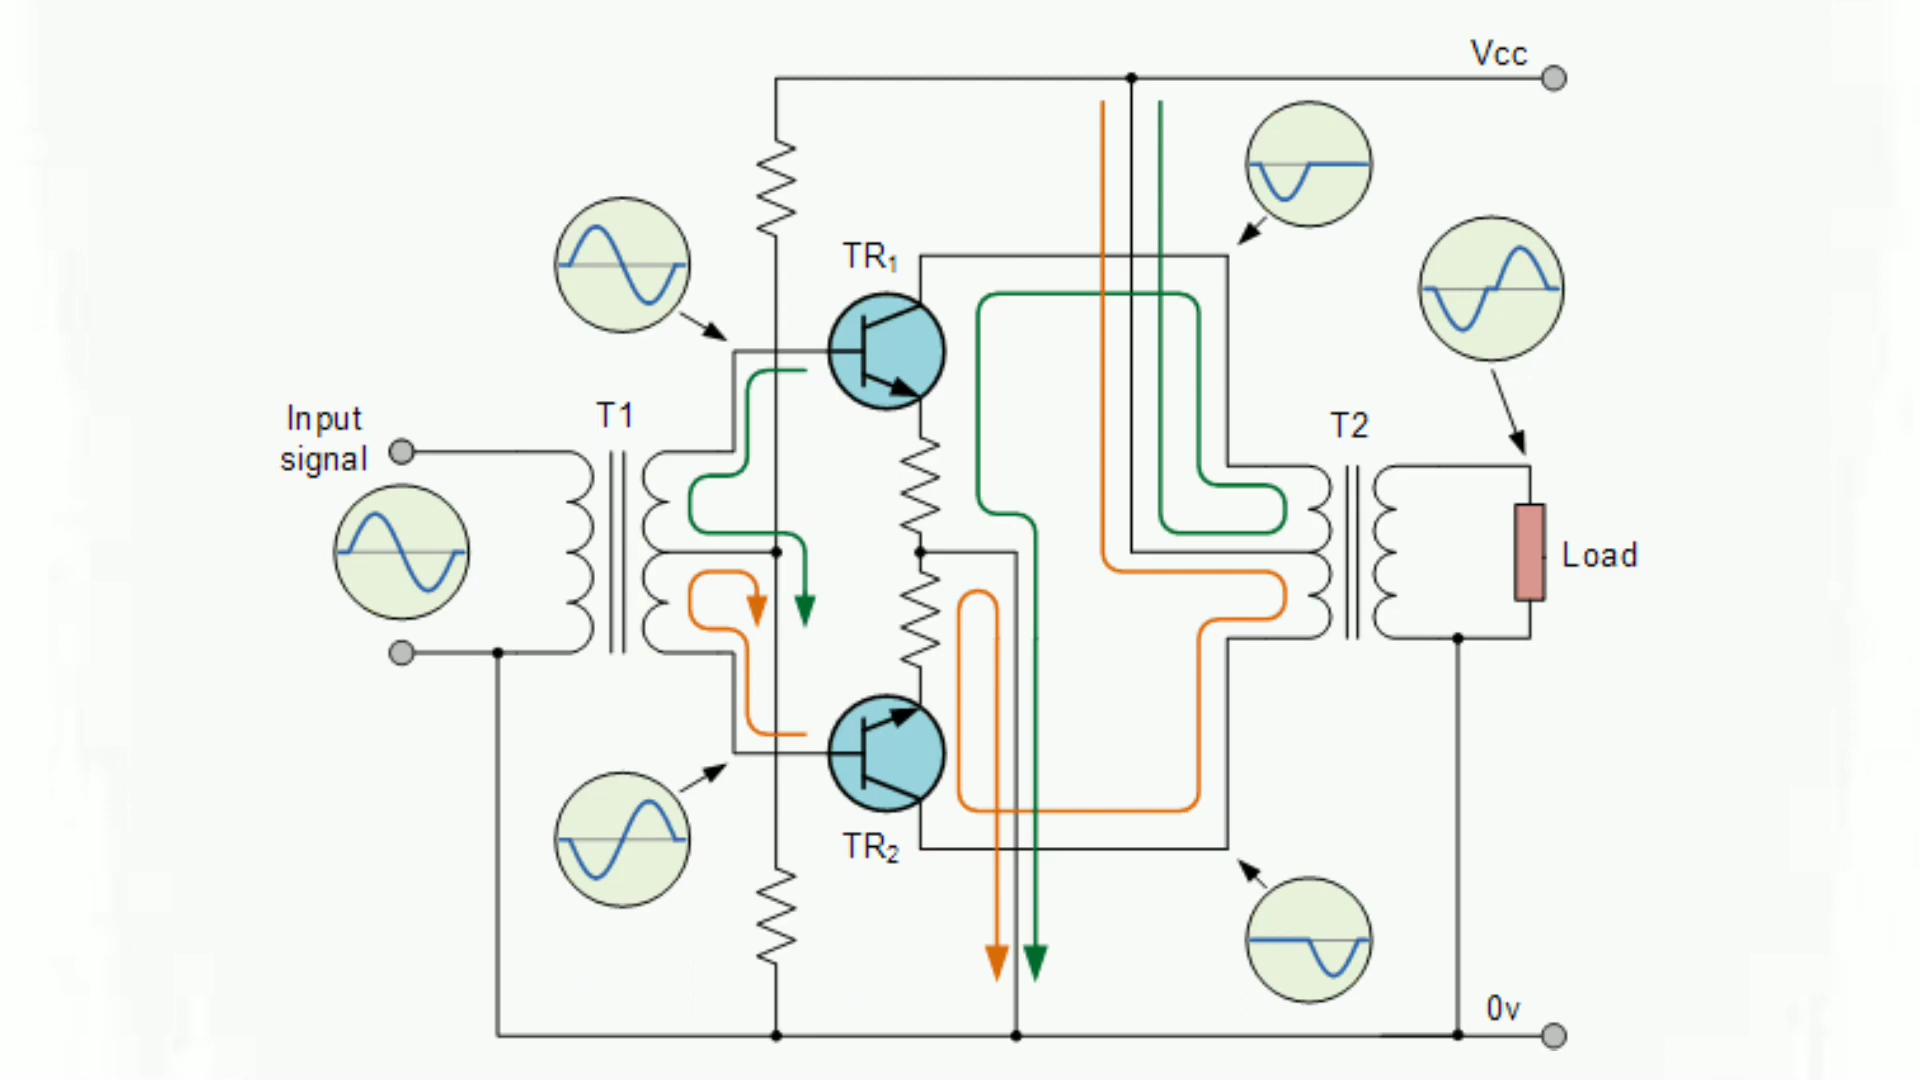 Vcc
TR₁
Input
signal
T1
T2
Load
TR₂
0v